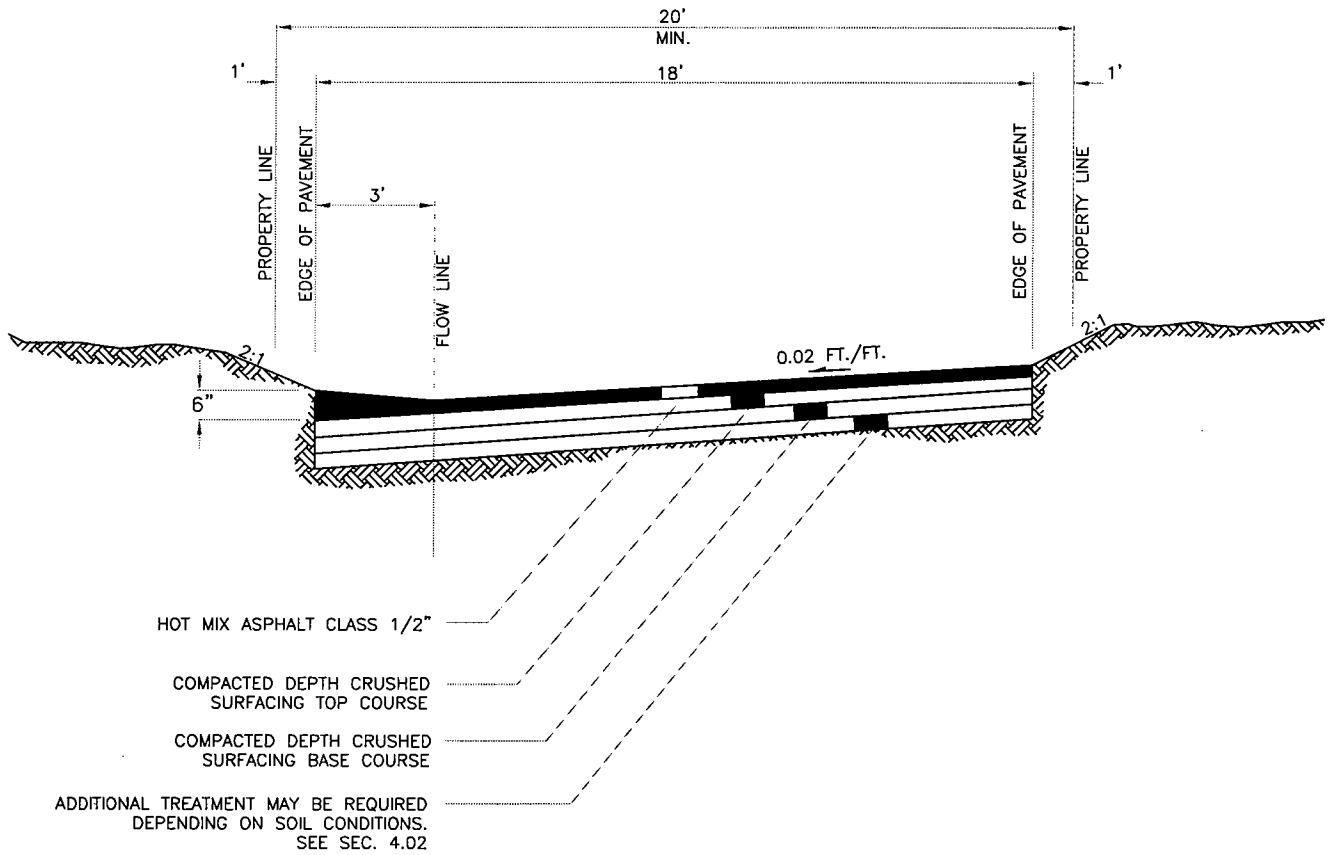 20'
MIN.
1'
18'
1'
PROPERTY LINE
EDGE OF PAVEMENT
3'
FLOW LINE
EDGE OF PAVEMENT
PROPERTY LINE
2:1
2:1
0.02 FT./FT.
6"
HOT MIX ASPHALT CLASS 1/2"
COMPACTED DEPTH CRUSHED
SURFACING TOP COURSE
COMPACTED DEPTH CRUSHED
SURFACING BASE COURSE
ADDITIONAL TREATMENT MAY BE REQUIRED
DEPENDING ON SOIL CONDITIONS.
SEE SEC. 4.02